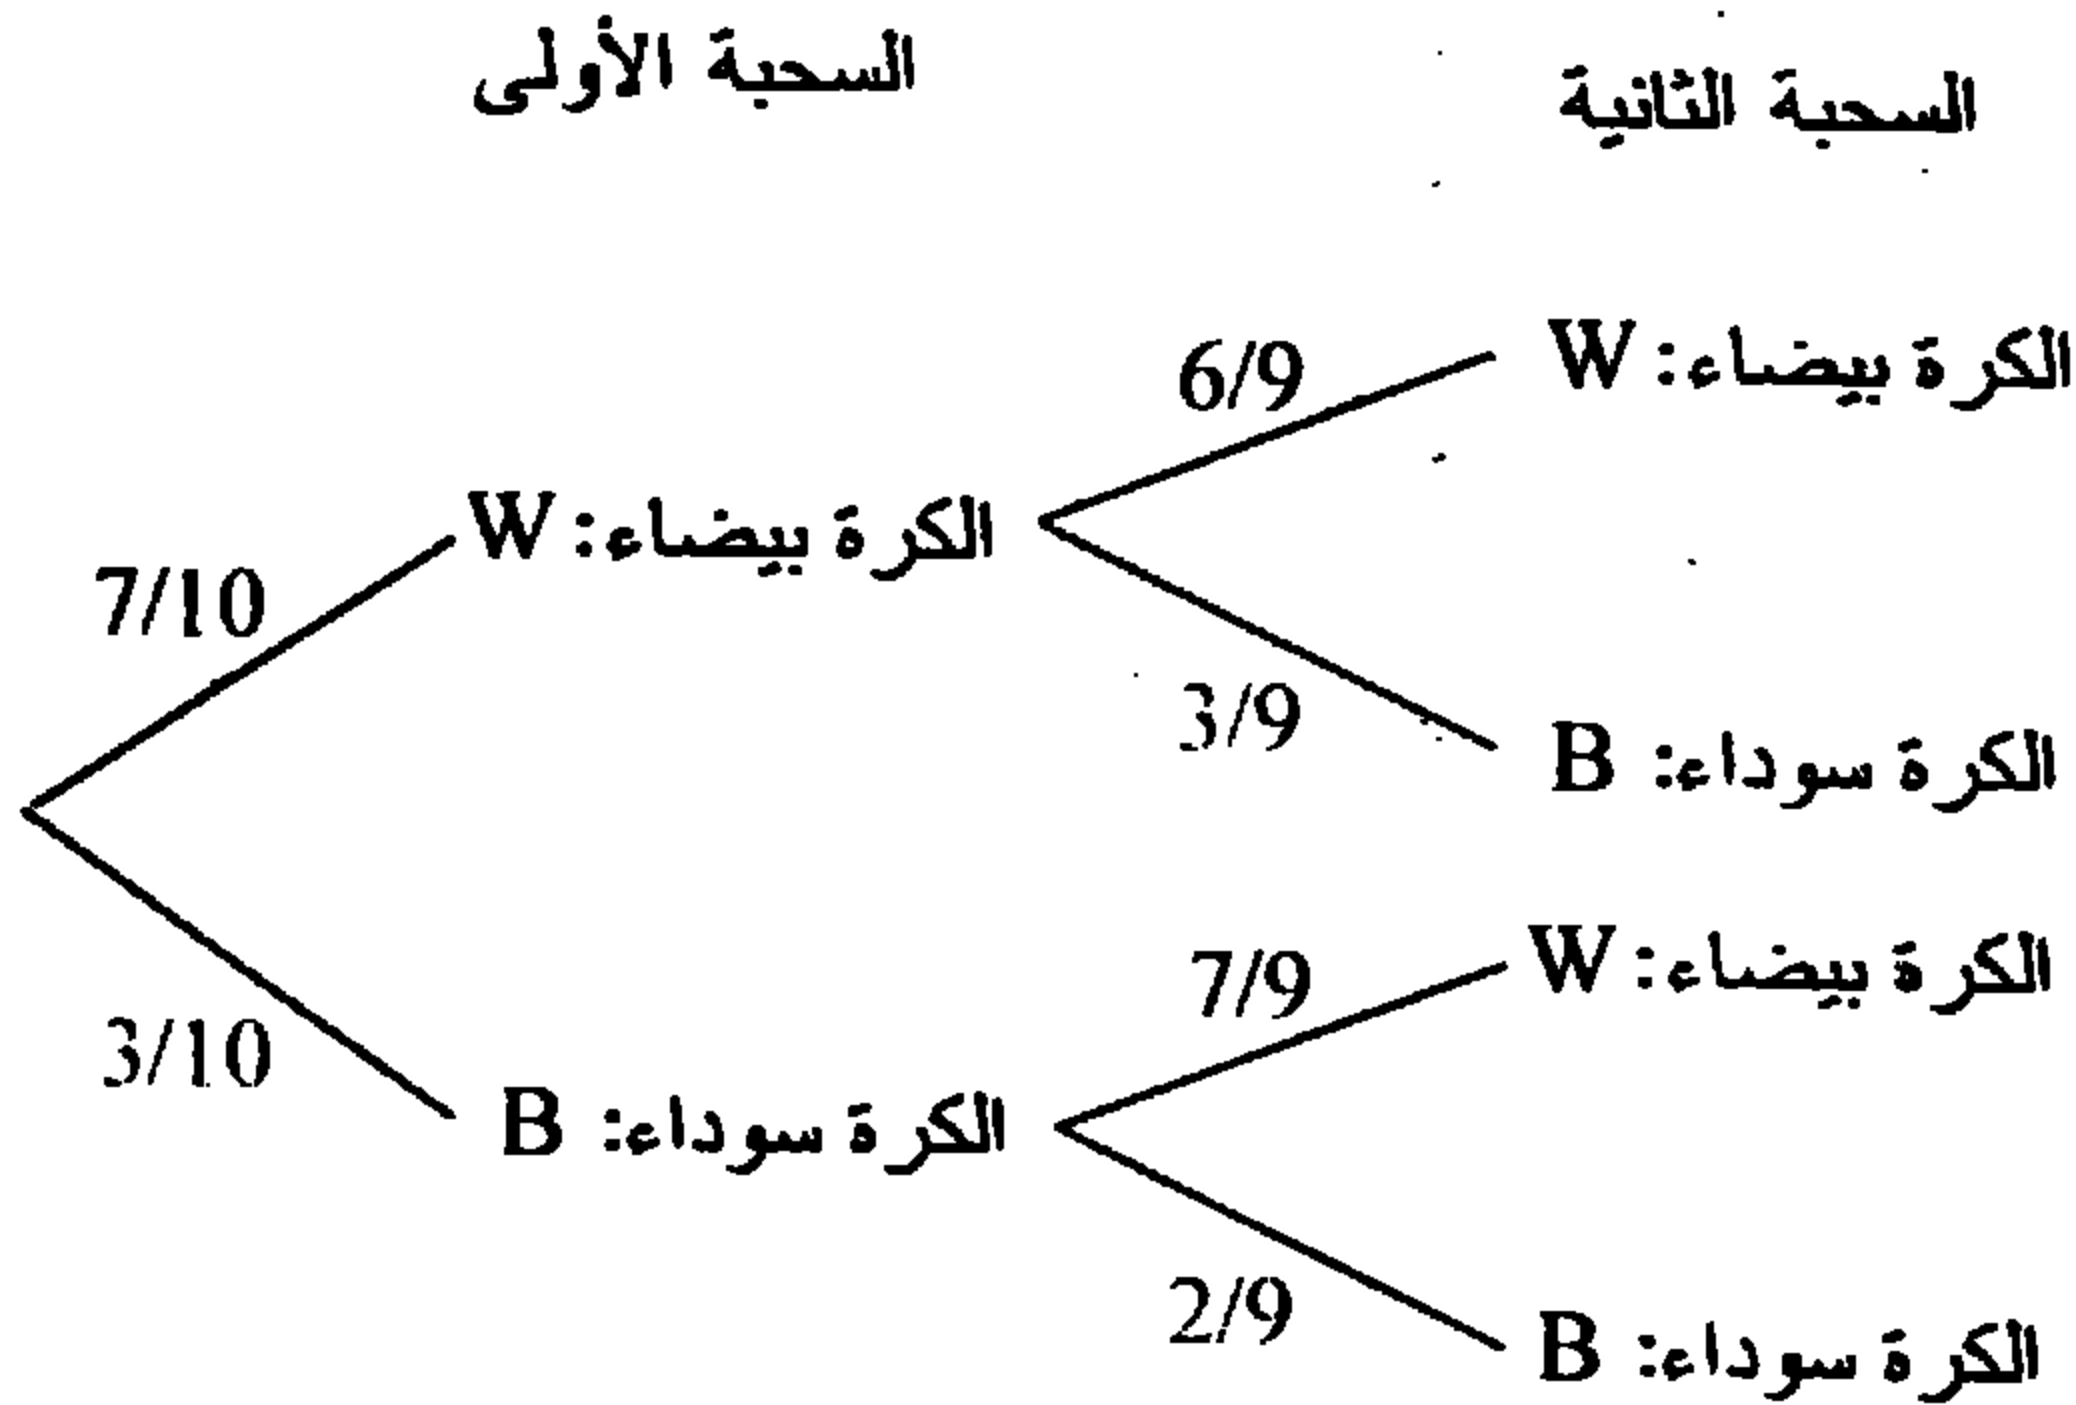 السحبة الأولى
السحبة الثانية
6/9
الكرة بيضاء: W
7/10
الكرة بيضاء: W
3/9
الكرة سوداء: B
7/9
الكرة بيضاء: W
3/10
الكرة سوداء: B
2/9
الكرة سوداء: B